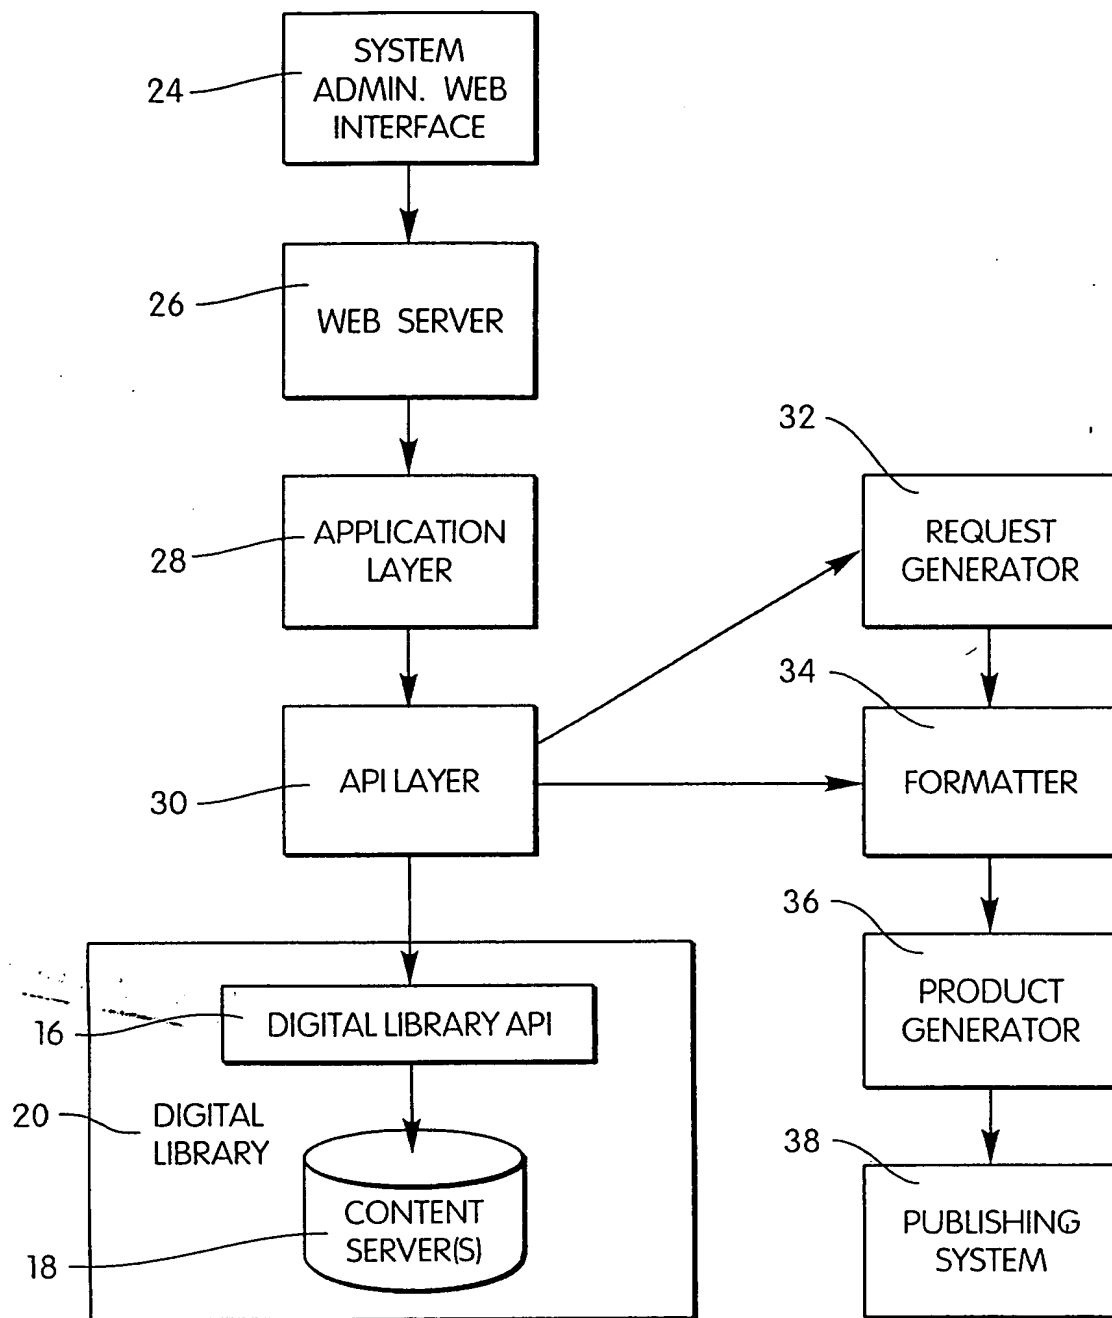 SYSTEM
ADMIN. WEB
INTERFACE
24
WEB SERVER
26
APPLICATION
LAYER
28
32
REQUEST
GENERATOR
API LAYER
30
34
FORMATTER
36
PRODUCT
GENERATOR
16
DIGITAL LIBRARY API
20
DIGITAL
LIBRARY
CONTENT
SERVER(S)
18
38
PUBLISHING
SYSTEM